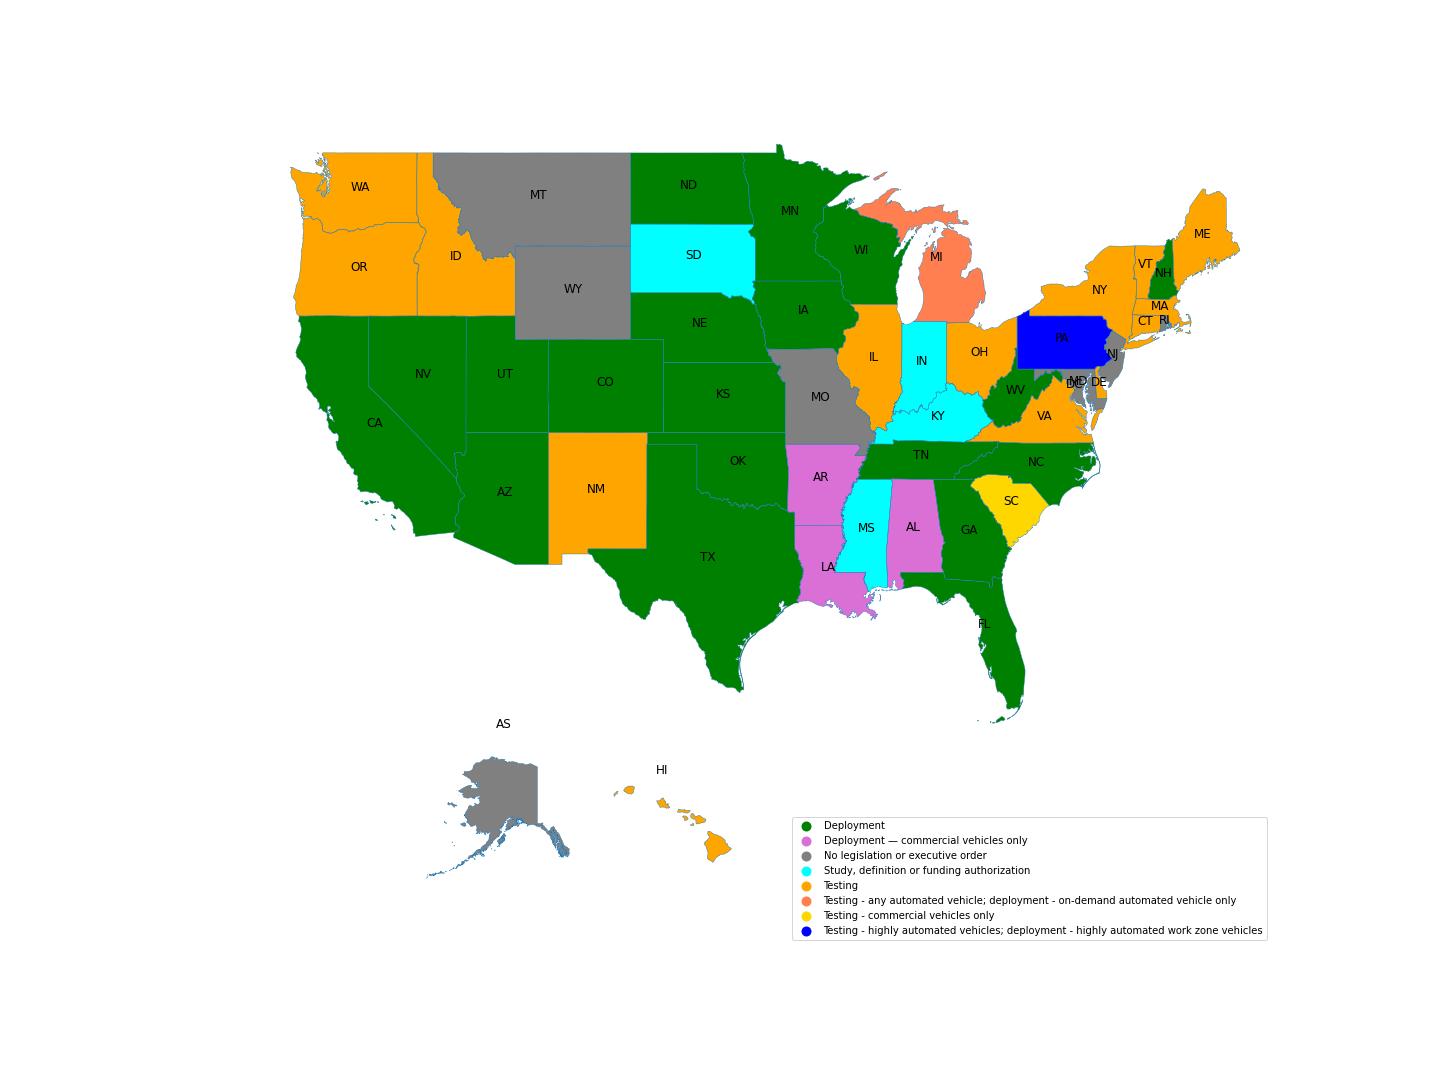 WA
MT
ND
MN
ME
OR
ID
SD
WI
MI
VT
NH
WY
NY
MA
NE
IA
CT
RI
PA
NV
UT
CO
KS
MO
IL
IN
OH
NJ
WV
DC
MD
DE
CA
KY
VA
AZ
NM
OK
AR
TN
NC
SC
TX
LA
MS
AL
GA
FL
AS
HI
Deployment
Deployment — commercial vehicles only
No legislation or executive order
Study, definition or funding authorization
Testing
Testing - any automated vehicle; deployment - on-demand automated vehicle only
Testing - commercial vehicles only
Testing - highly automated vehicles; deployment - highly automated work zone vehicles